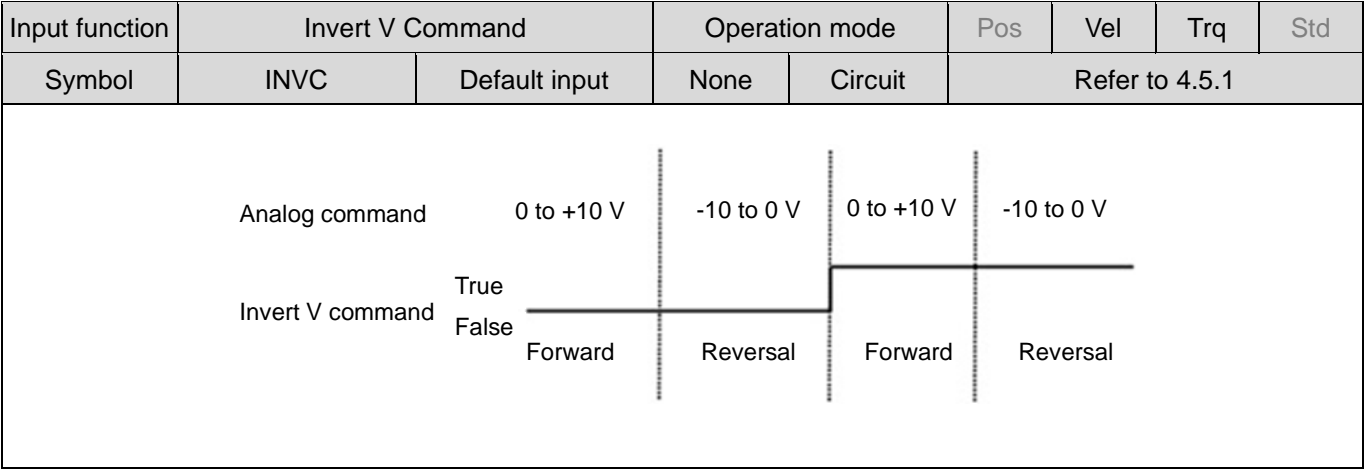 Input function Invert V Command Operation mode Pos Vel Trq Std
Symbol INVC Default input None Circuit Refer to 4.5.1
Analog command 0 to +10 V -10 to 0 V 0 to +10 V -10 to 0 V
True
Invert V command
False
Forward Reversal Forward Reversal